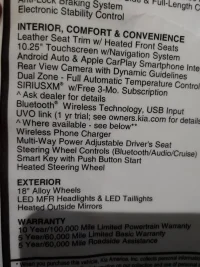 Braking System
& Full-Length C
Electronic Stability Control
INTERIOR, COMFORT & CONVENIENCE
Leather Seat Trim w/ Heated Front Seats
10.25" Touchscreen w/Navigation System
Android Auto & Apple CarPlay Smartphone Inte
Rear View Camera with Dynamic Guidelines
Dual Zone - Full Automatic Temperature Control
SIRIUSXM® w/Free 3-Mo. Subscription
^ Ask dealer for details
Bluetooth® Wireless Technology, USB Input
UVO link (1 yr trial; see owners.kia.com for details
^ Where available - see below**
Wireless Phone Charger
Multi-Way Power Adjustable Driver's Seat
Steering Wheel Controls (Bluetooth/Audio/Cruise)
Smart Key with Push Button Start
Heated Steering Wheel
EXTERIOR
18" Alloy Wheels
LED MFR Headlights & LED Taillights
Heated Outside Mirrors
WARRANTY
10 Year/100,000 Mile Limited Powertrain Warranty
5 Year/60,000 Mile Limited Basic Warranty
5 Year/60,000 Mile Roadside Assistance